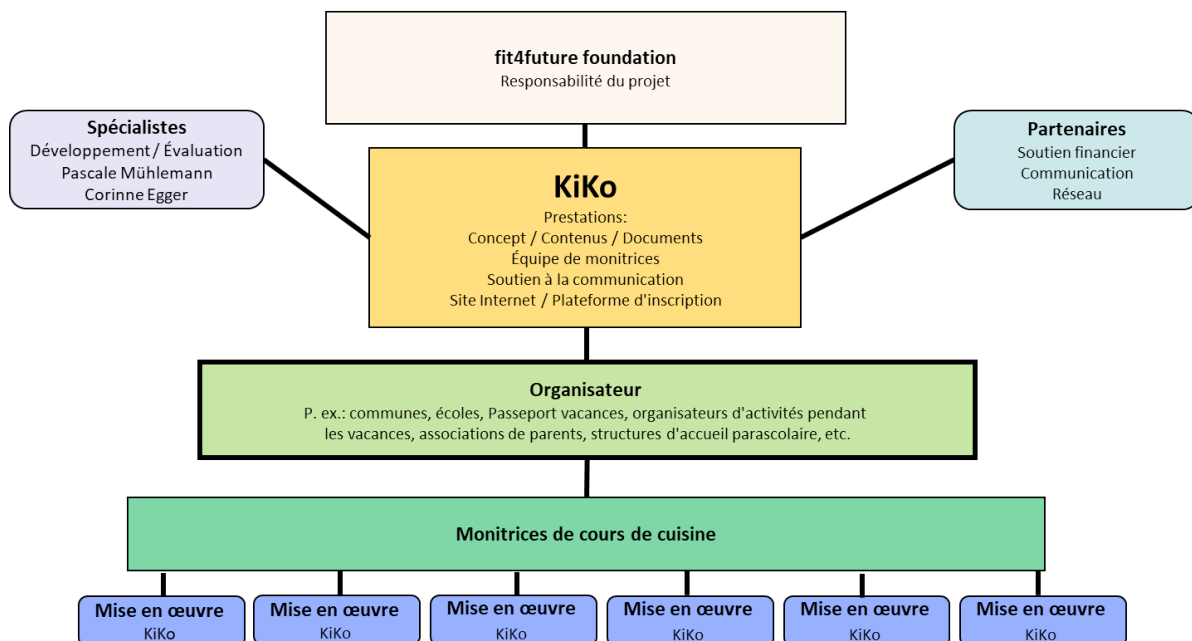 fit4future foundation
Responsabilité du projet
Spécialistes
Développement / Évaluation
Pascale Mühlemann
Corinne Egger
Partenaires
Soutien financier
Communication
Réseau
KiKo
Prestations:
Concept / Contenus / Documents
Équipe de monitrices
Soutien à la communication
Site Internet / Plateforme d'inscription
Organisateur
P. ex.: communes, écoles, Passeport vacances, organisateurs d'activités pendant
les vacances, associations de parents, structures d'accueil parascolaire, etc.
Monitrices de cours de cuisine
Mise en œuvre
KiKo
Mise en œuvre
KiKo
Mise en œuvre
KiKo
Mise en œuvre
KiKo
Mise en œuvre
KiKo
Mise en œuvre
KiKo